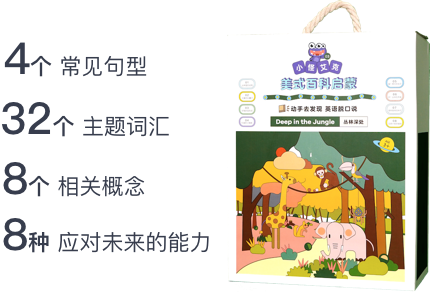 4个 常见句型
32个 主题词汇
8个 相关概念
8种 应对未来的能力
小怪艾克
美式百科启蒙
动手去发现 英语脱口说
Deep in the Jungle
丛林深处